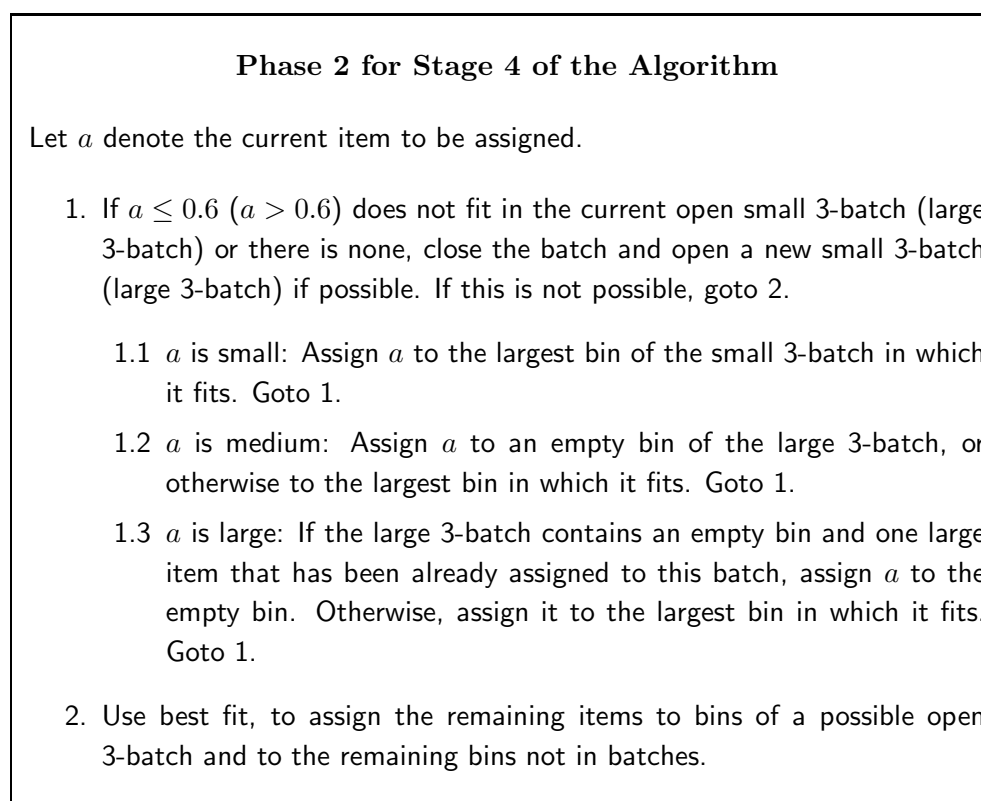 Phase 2 for Stage 4 of the Algorithm
Let a denote the current item to be assigned.
1. If a ≤ 0.6 (a > 0.6) does not fit in the current open small 3-batch (large
3-batch) or there is none, close the batch and open a new small 3-batch
(large 3-batch) if possible. If this is not possible, goto 2.
1.1 a is small: Assign a to the largest bin of the small 3-batch in which
it fits. Goto 1.
1.2 a is medium: Assign a to an empty bin of the large 3-batch, or
otherwise to the largest bin in which it fits. Goto 1.
1.3 a is large: If the large 3-batch contains an empty bin and one large
item that has been already assigned to this batch, assign a to the
empty bin. Otherwise, assign it to the largest bin in which it fits.
Goto 1.
2. Use best fit, to assign the remaining items to bins of a possible open
3-batch and to the remaining bins not in batches.